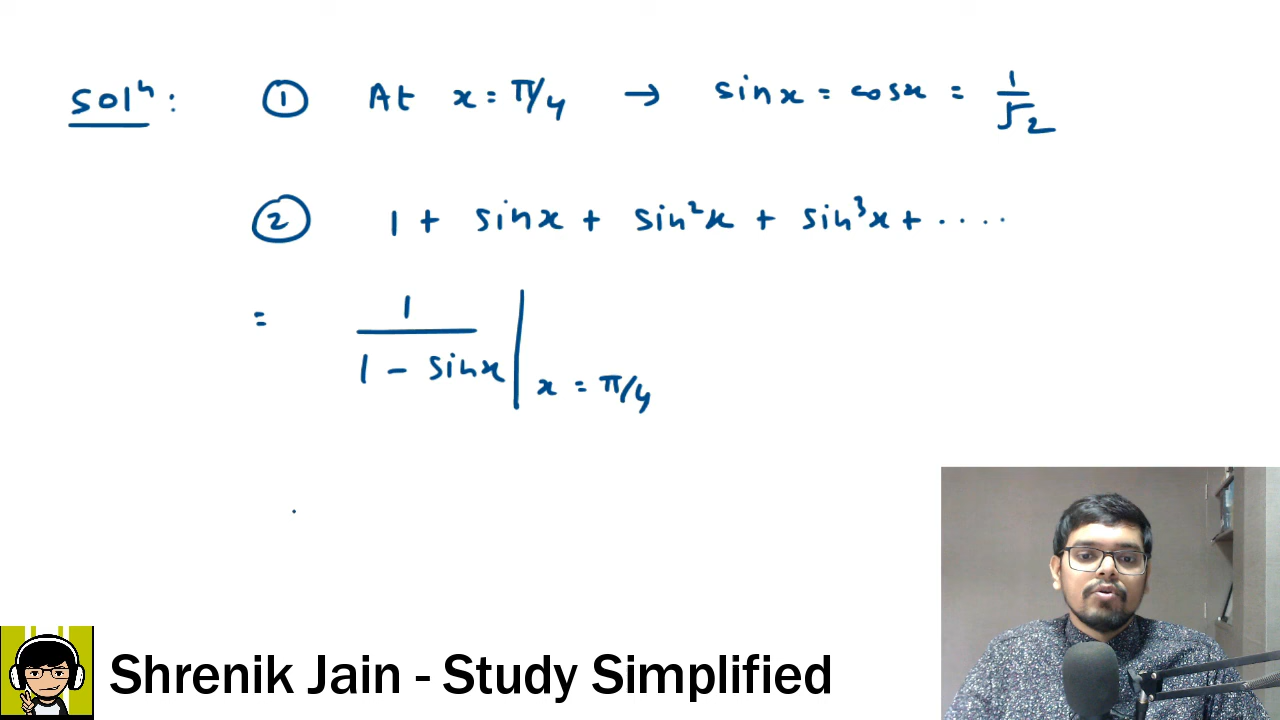 Solⁿ: ① At x = π/4 → sinx = cosx = 1/√2
② 1 + sinx + sin²x + sin³x + ....
= 1/(1 - sinx) | x = π/4
Shrenik Jain - Study Simplified